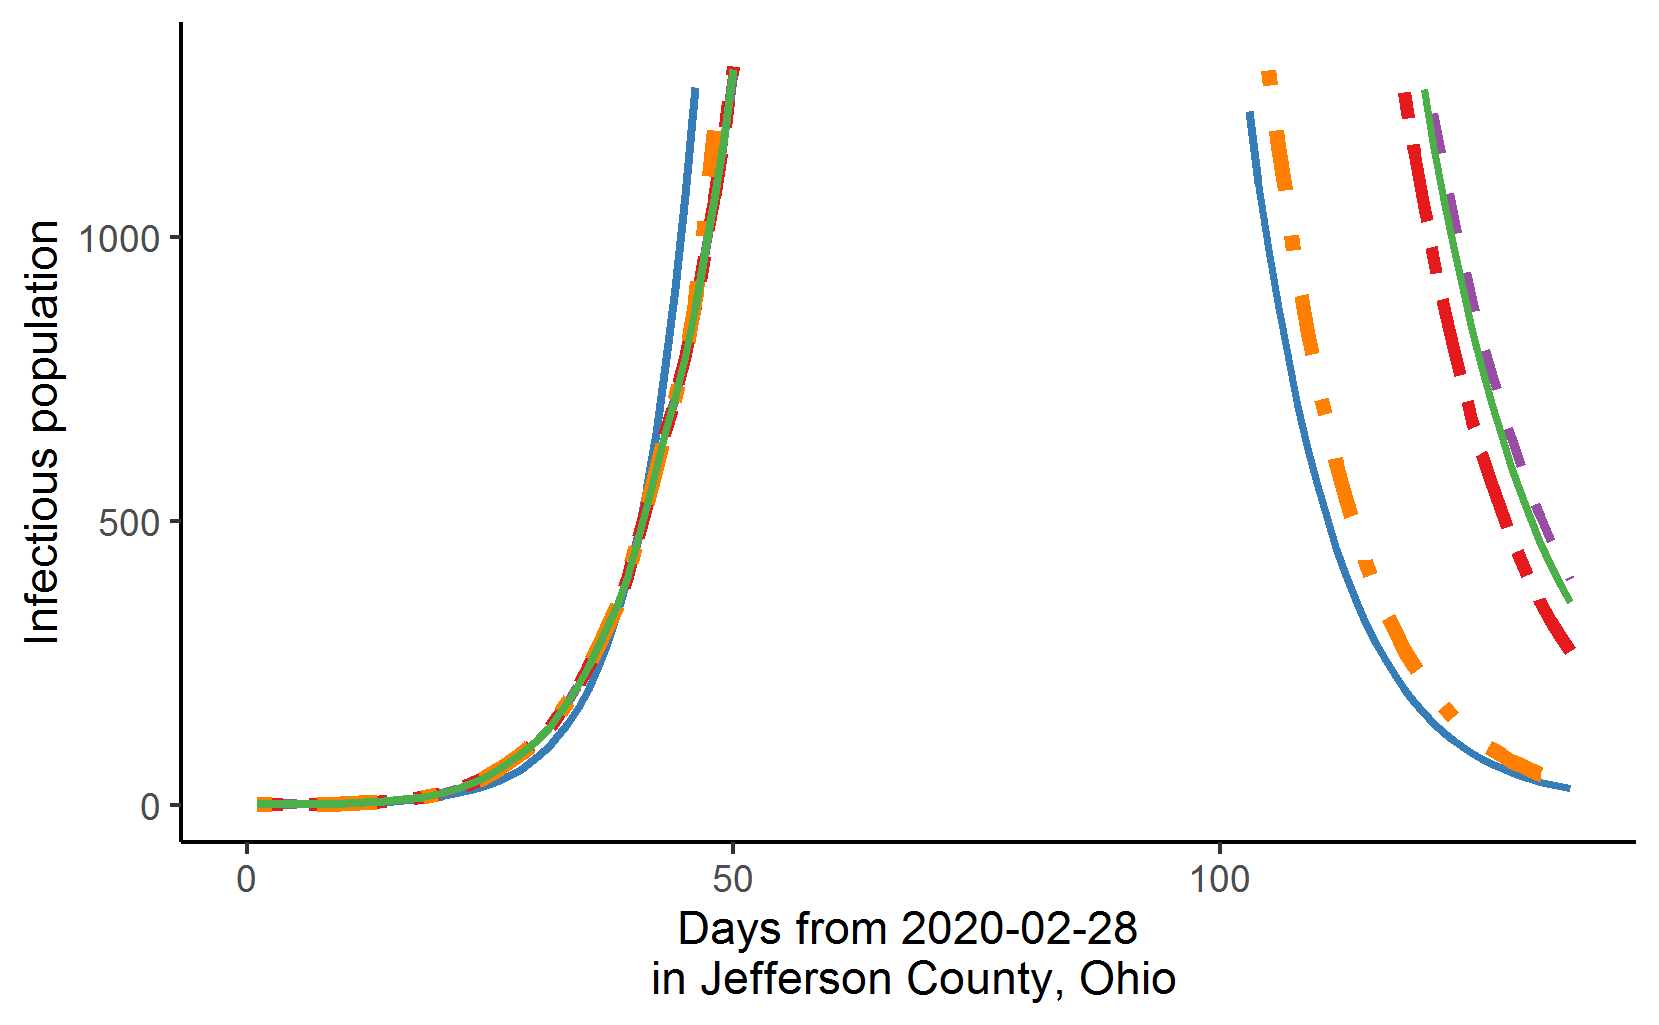 Infectious population
1000
500
0
0 50 100
Days from 2020-02-28
in Jefferson County, Ohio